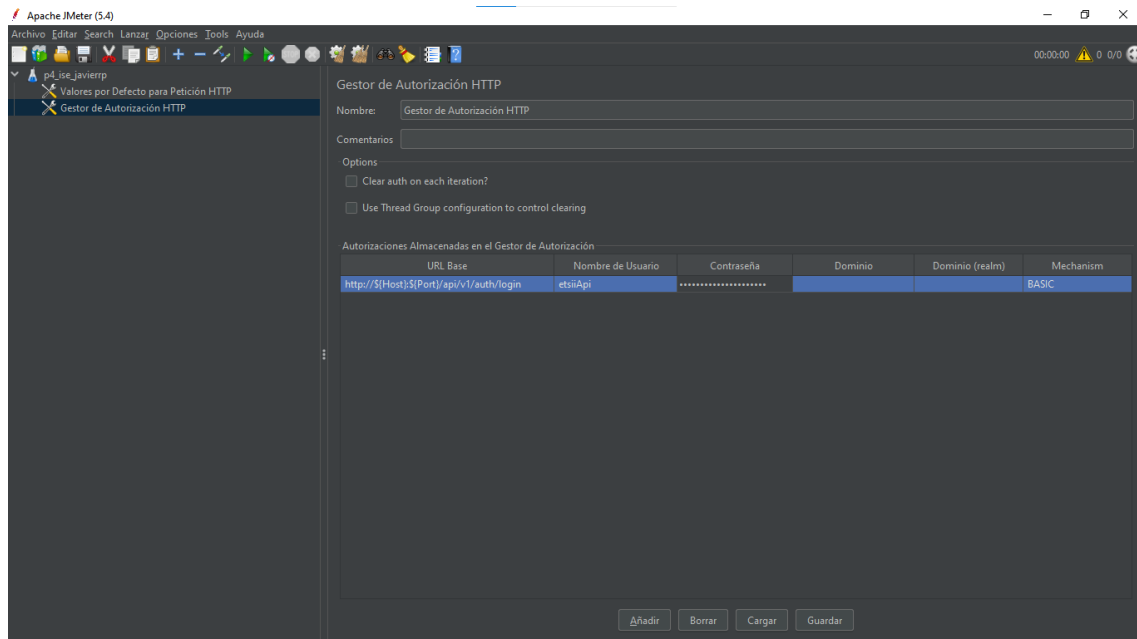 Apache JMeter (5.4)
Archivo Editar Search Lanzar Opciones Tools Ayuda
00:00:00 0 0/0
p4_ise_javierrp
Valores por Defecto para Petición HTTP
Gestor de Autorización HTTP
Gestor de Autorización HTTP
Nombre: Gestor de Autorización HTTP
Comentarios
Options
Clear auth on each iteration?
Use Thread Group configuration to control clearing
Autorizaciones Almacenadas en el Gestor de Autorización
URL Base Nombre de Usuario Contraseña Dominio Dominio (realm) Mechanism
http://${Host}:${Port}/api/v1/auth/login etsiiApi ••••••••••••••••••••• BASIC
Añadir Borrar Cargar Guardar